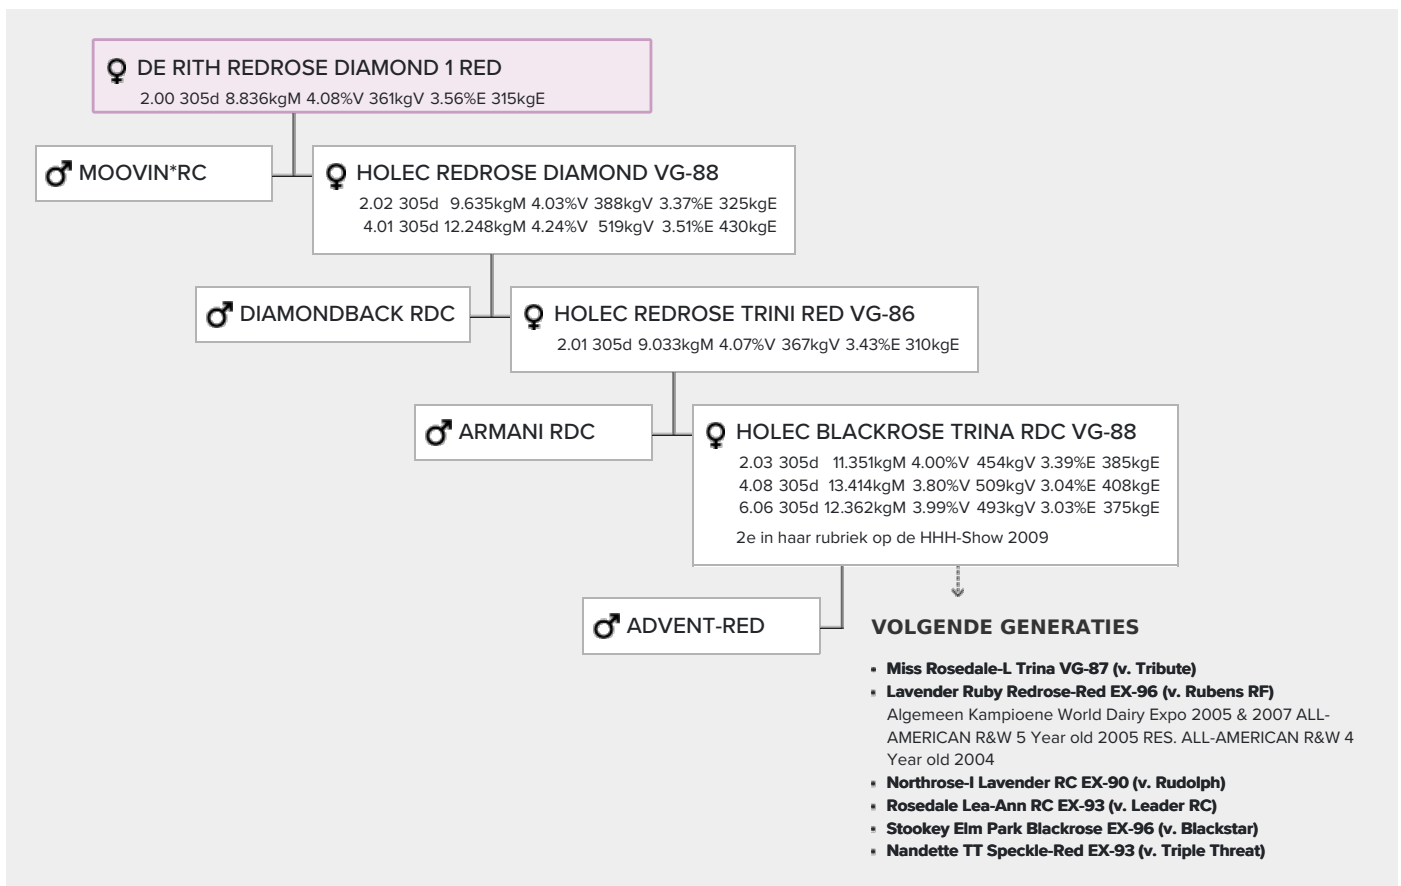 DE RITH REDROSE DIAMOND 1 RED
2.00 305d 8.836kgM 4.08%V 361kgV 3.56%E 315kgE
MOOVIN*RC
HOLEC REDROSE DIAMOND VG-88
2.02 305d 9.635kgM 4.03%V 388kgV 3.37%E 325kgE
4.01 305d 12.248kgM 4.24%V 519kgV 3.51%E 430kgE
DIAMONDBACK RDC
HOLEC REDROSE TRINI RED VG-86
2.01 305d 9.033kgM 4.07%V 367kgV 3.43%E 310kgE
ARMANI RDC
HOLEC BLACKROSE TRINA RDC VG-88
2.03 305d 11.351kgM 4.00%V 454kgV 3.39%E 385kgE
4.08 305d 13.414kgM 3.80%V 509kgV 3.04%E 408kgE
6.06 305d 12.362kgM 3.99%V 493kgV 3.03%E 375kgE
2e in haar rubriek op de HHH-Show 2009
ADVENT-RED
VOLGENDE GENERATIES
Miss Rosedale-L Trina VG-87 (v. Tribute)
Lavender Ruby Redrose-Red EX-96 (v. Rubens RF)
Algemeen Kampioene World Dairy Expo 2005 & 2007 ALL-
AMERICAN R&W 5 Year old 2005 RES. ALL-AMERICAN R&W 4
Year old 2004
Northrose-I Lavender RC EX-90 (v. Rudolph)
Rosedale Lea-Ann RC EX-93 (v. Leader RC)
Stookey Elm Park Blackrose EX-96 (v. Blackstar)
Nandette TT Speckle-Red EX-93 (v. Triple Threat)